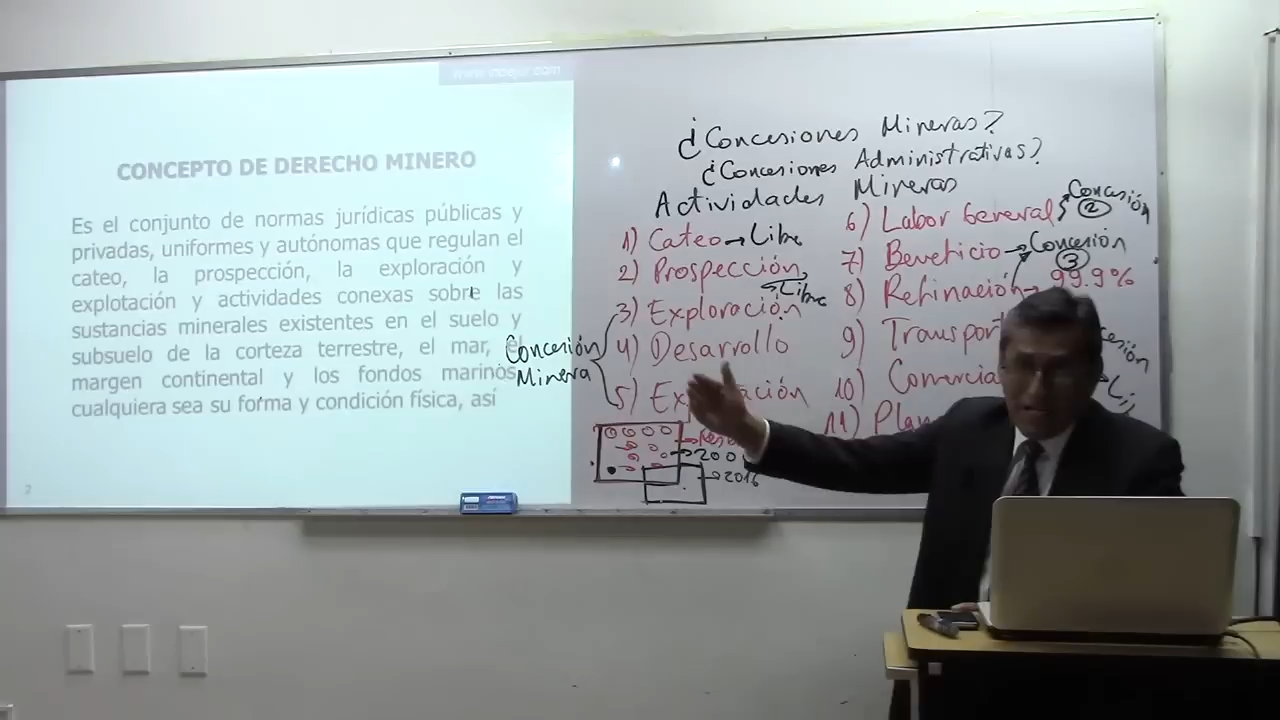 CONCEPTO DE DERECHO MINERO
Es el conjunto de normas jurídicas públicas y
privadas, uniformes y autónomas que regulan el
cateo, la prospección, la exploración y
explotación y actividades conexas sobre las
sustancias minerales existentes en el suelo y
subsuelo de la corteza terrestre, el mar, el
margen continental y los fondos marinos,
cualquiera sea su forma y condición física, así
2
¿Concesiones Mineras?
¿Concesiones Administrativas?
Actividades Mineras
1) Cateo → Libre
2) Prospección
Libre
3) Exploración
4) Desarrollo
5)
Concesión
Minera
6) Labor General
Concesión
2
7) Beneficio → Concesión
3
8) Refinación → 99.9%
9)
10)
11)
→ 2016